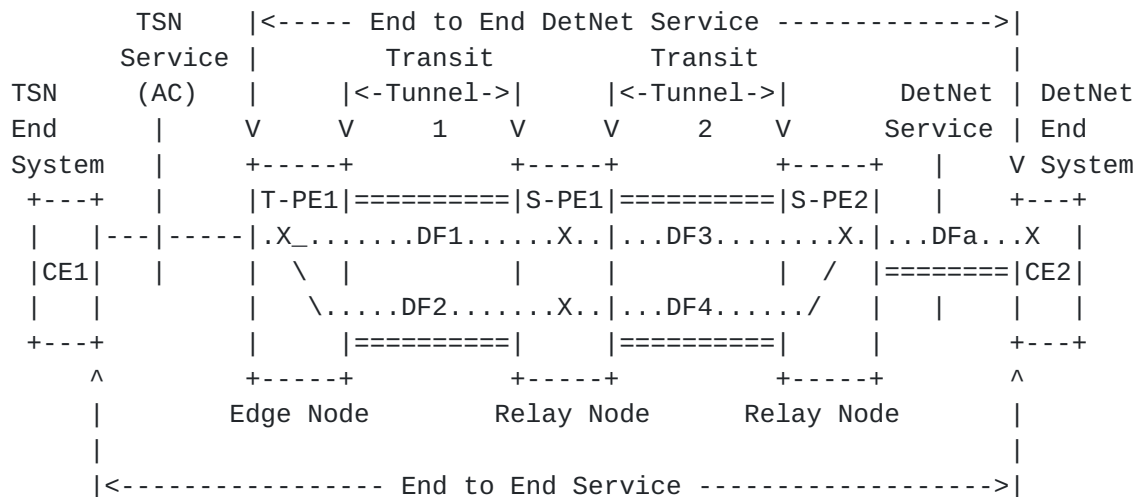 TSN    |<----- End to End DetNet Service -------------->|
       Service  |         Transit          Transit               |
TSN     (AC)    |     |<-Tunnel->|     |<-Tunnel->|       DetNet | DetNet
End      |      V     V     1    V     V     2    V      Service | End
System   |      +-----+          +-----+          +-----+   |    V System
 +---+   |      |T-PE1|==========|S-PE1|==========|S-PE2|   |    +---+
 |   |---|------|.X_.......DF1......X..|...DF3........X.|...DFa...X  |
 |CE1|   |      |  \  |          |     |          |  /  |========|CE2|
 |   |          |   \.....DF2.......X..|...DF4....../   |   |    |   |
 +---+          |     |==========|     |==========|     |        +---+
     ^          +-----+          +-----+          +-----+        ^
     |         Edge Node       Relay Node      Relay Node        |
     |                                                           |
     |<----------------- End to End Service -------------------->|